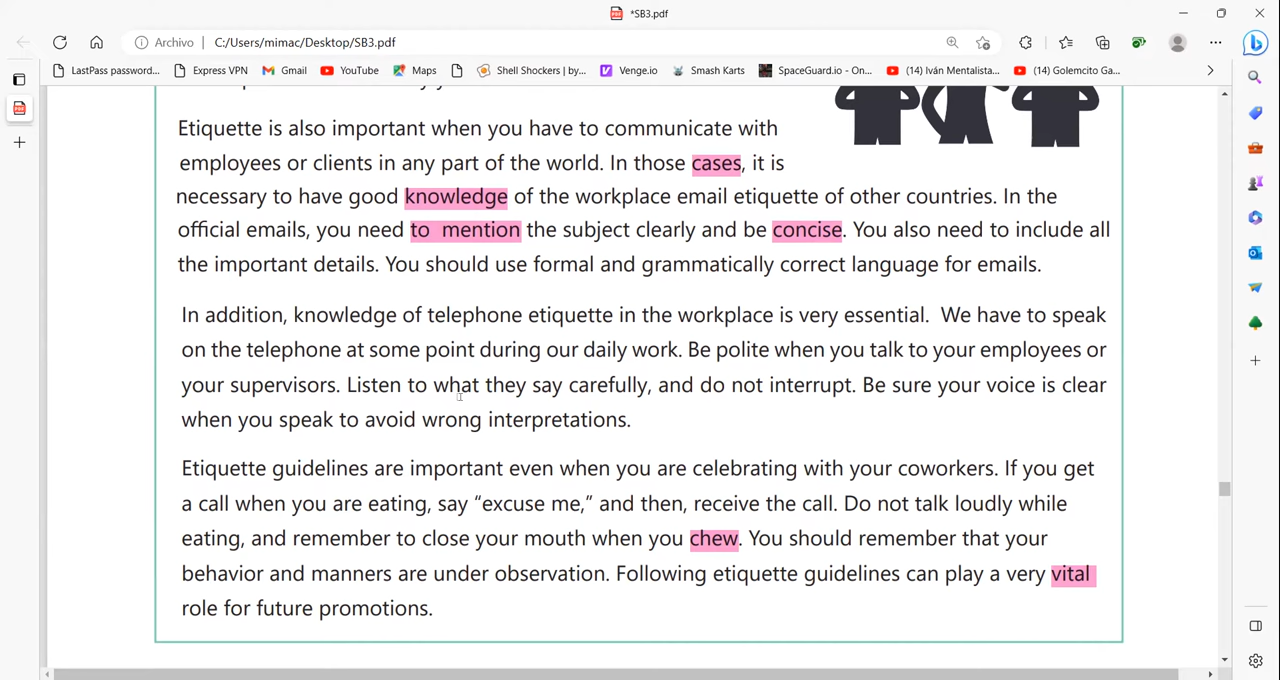 *SB3.pdf
Archivo
C:/Users/mimac/Desktop/SB3.pdf
LastPass password...
Express VPN
Gmail
YouTube
Maps
Shell Shockers | by...
Venge.io
Smash Karts
SpaceGuard.io - On...
(14) Iván Mentalista...
(14) Golemcito Ga...
Etiquette is also important when you have to communicate with
employees or clients in any part of the world. In those cases, it is
necessary to have good knowledge of the workplace email etiquette of other countries. In the
official emails, you need to mention the subject clearly and be concise. You also need to include all
the important details. You should use formal and grammatically correct language for emails.
In addition, knowledge of telephone etiquette in the workplace is very essential. We have to speak
on the telephone at some point during our daily work. Be polite when you talk to your employees or
your supervisors. Listen to what they say carefully, and do not interrupt. Be sure your voice is clear
when you speak to avoid wrong interpretations.
Etiquette guidelines are important even when you are celebrating with your coworkers. If you get
a call when you are eating, say “excuse me,” and then, receive the call. Do not talk loudly while
eating, and remember to close your mouth when you chew. You should remember that your
behavior and manners are under observation. Following etiquette guidelines can play a very vital
role for future promotions.